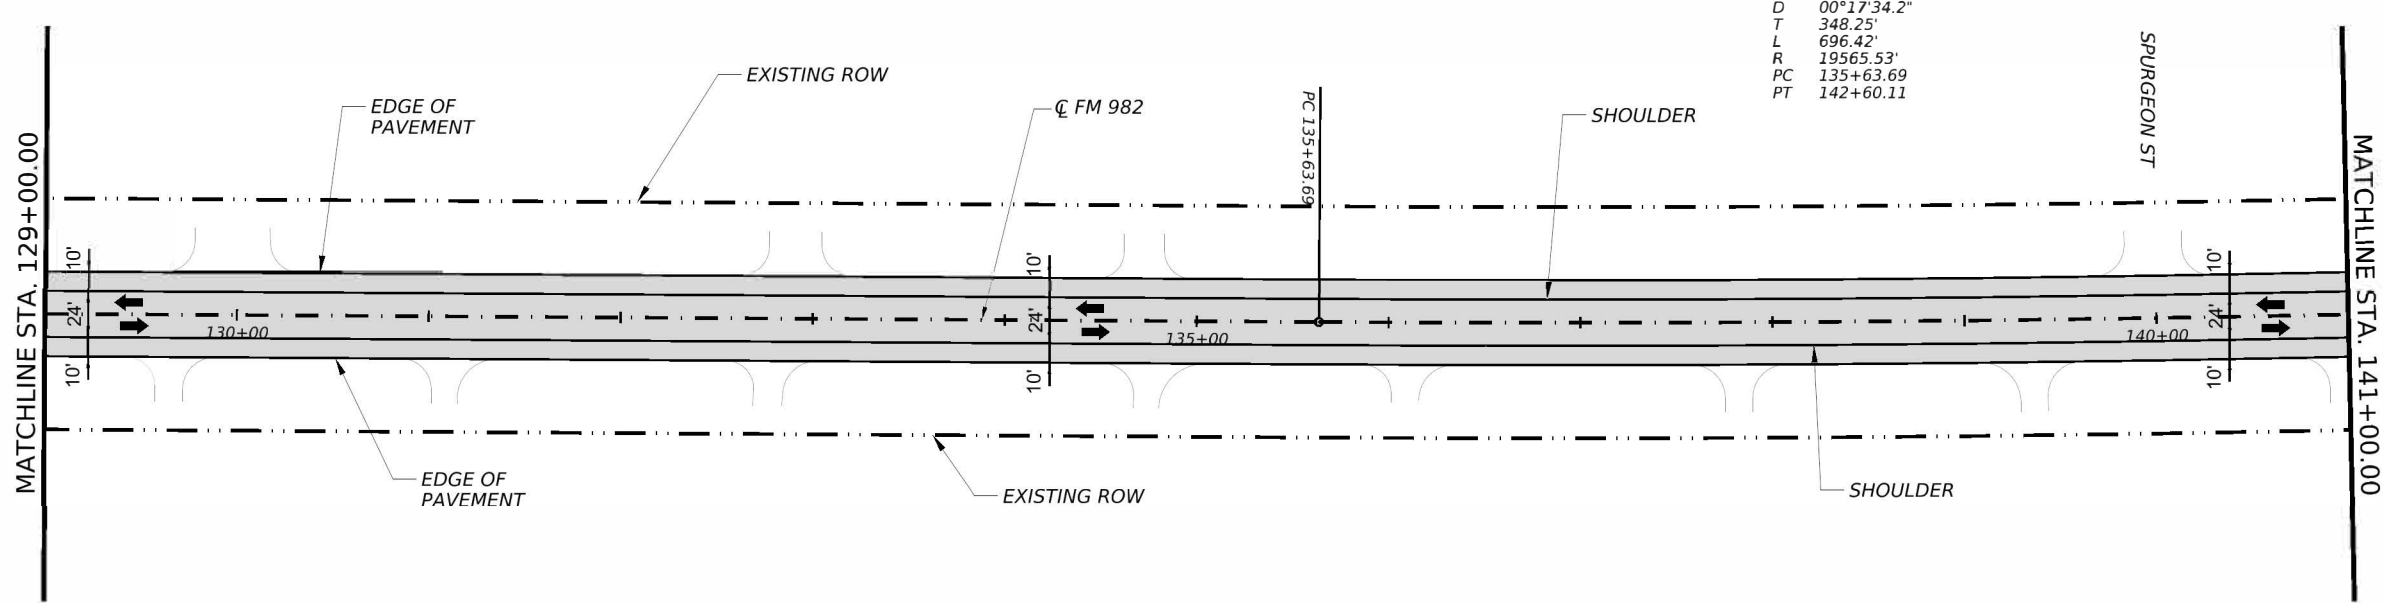 D 00°17'34.2"
T 348.25'
L 696.42'
R 19565.53'
PC 135+63.69
PT 142+60.11
SPURGEON ST
EXISTING ROW
EDGE OF
PAVEMENT
℄ FM 982
SHOULDER
PC 135+63.69
MATCHLINE STA. 129+00.00
MATCHLINE STA. 141+00.00
10'
24'
10'
10'
24'
10'
10'
24'
10'
130+00
135+00
140+00
EDGE OF
PAVEMENT
EXISTING ROW
SHOULDER